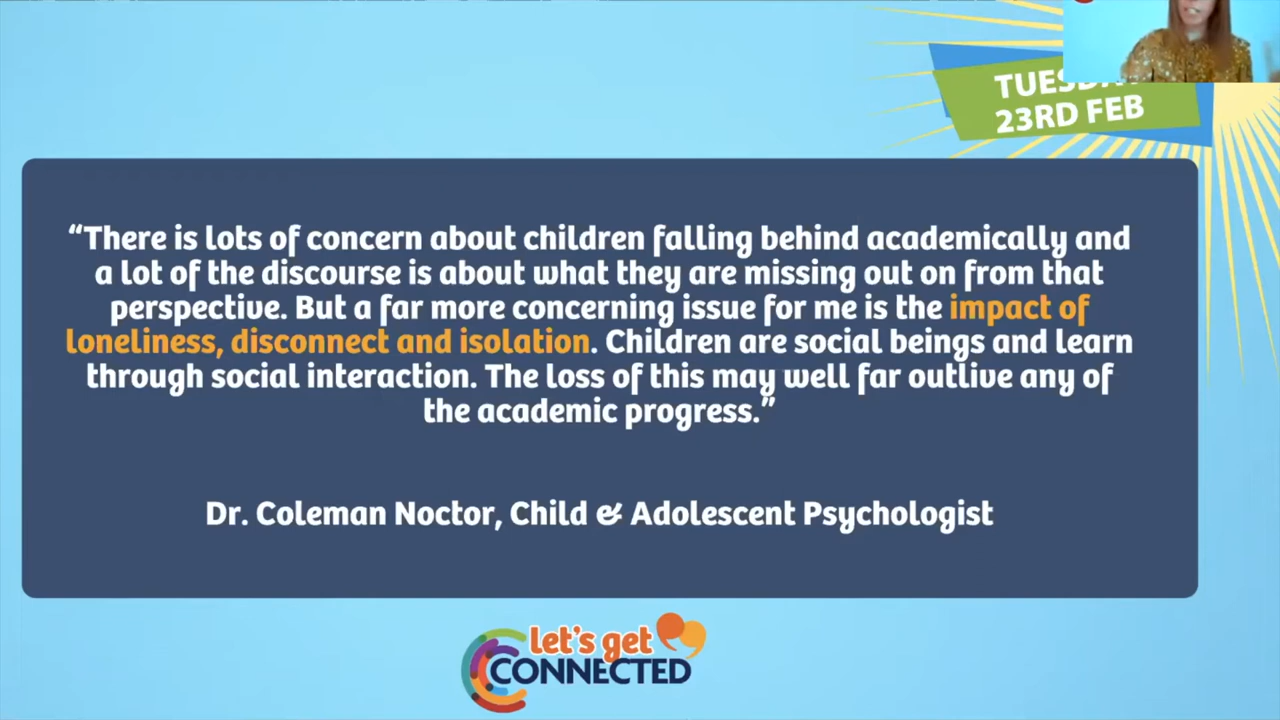 TUESDAY
23RD FEB
“There is lots of concern about children falling behind academically and
a lot of the discourse is about what they are missing out on from that
perspective. But a far more concerning issue for me is the impact of
loneliness, disconnect and isolation. Children are social beings and learn
through social interaction. The loss of this may well far outlive any of
the academic progress.”
Dr. Coleman Noctor, Child & Adolescent Psychologist
let's get
CONNECTED